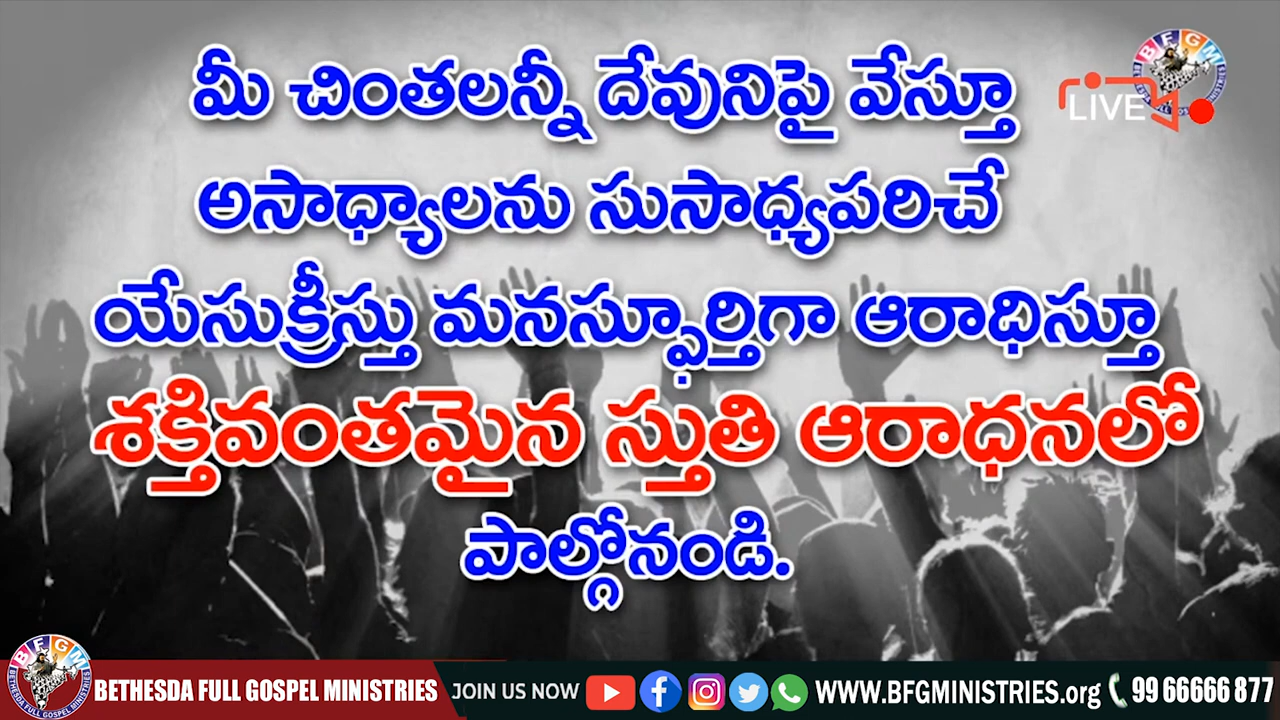 మీ చింతలన్నీ దేవునిపై వేస్తూ
LIVE
అసాధ్యాలను సుసాధ్యపరిచే
యేసుక్రీస్తు మనస్ఫూర్తిగా ఆరాధిస్తూ
శక్తివంతమైన స్తుతి ఆరాధనలో
పాల్గోనండి.
BETHESDA FULL GOSPEL MINISTRIES JOIN US NOW WWW.BFGMINISTRIES.org 99 66666 877